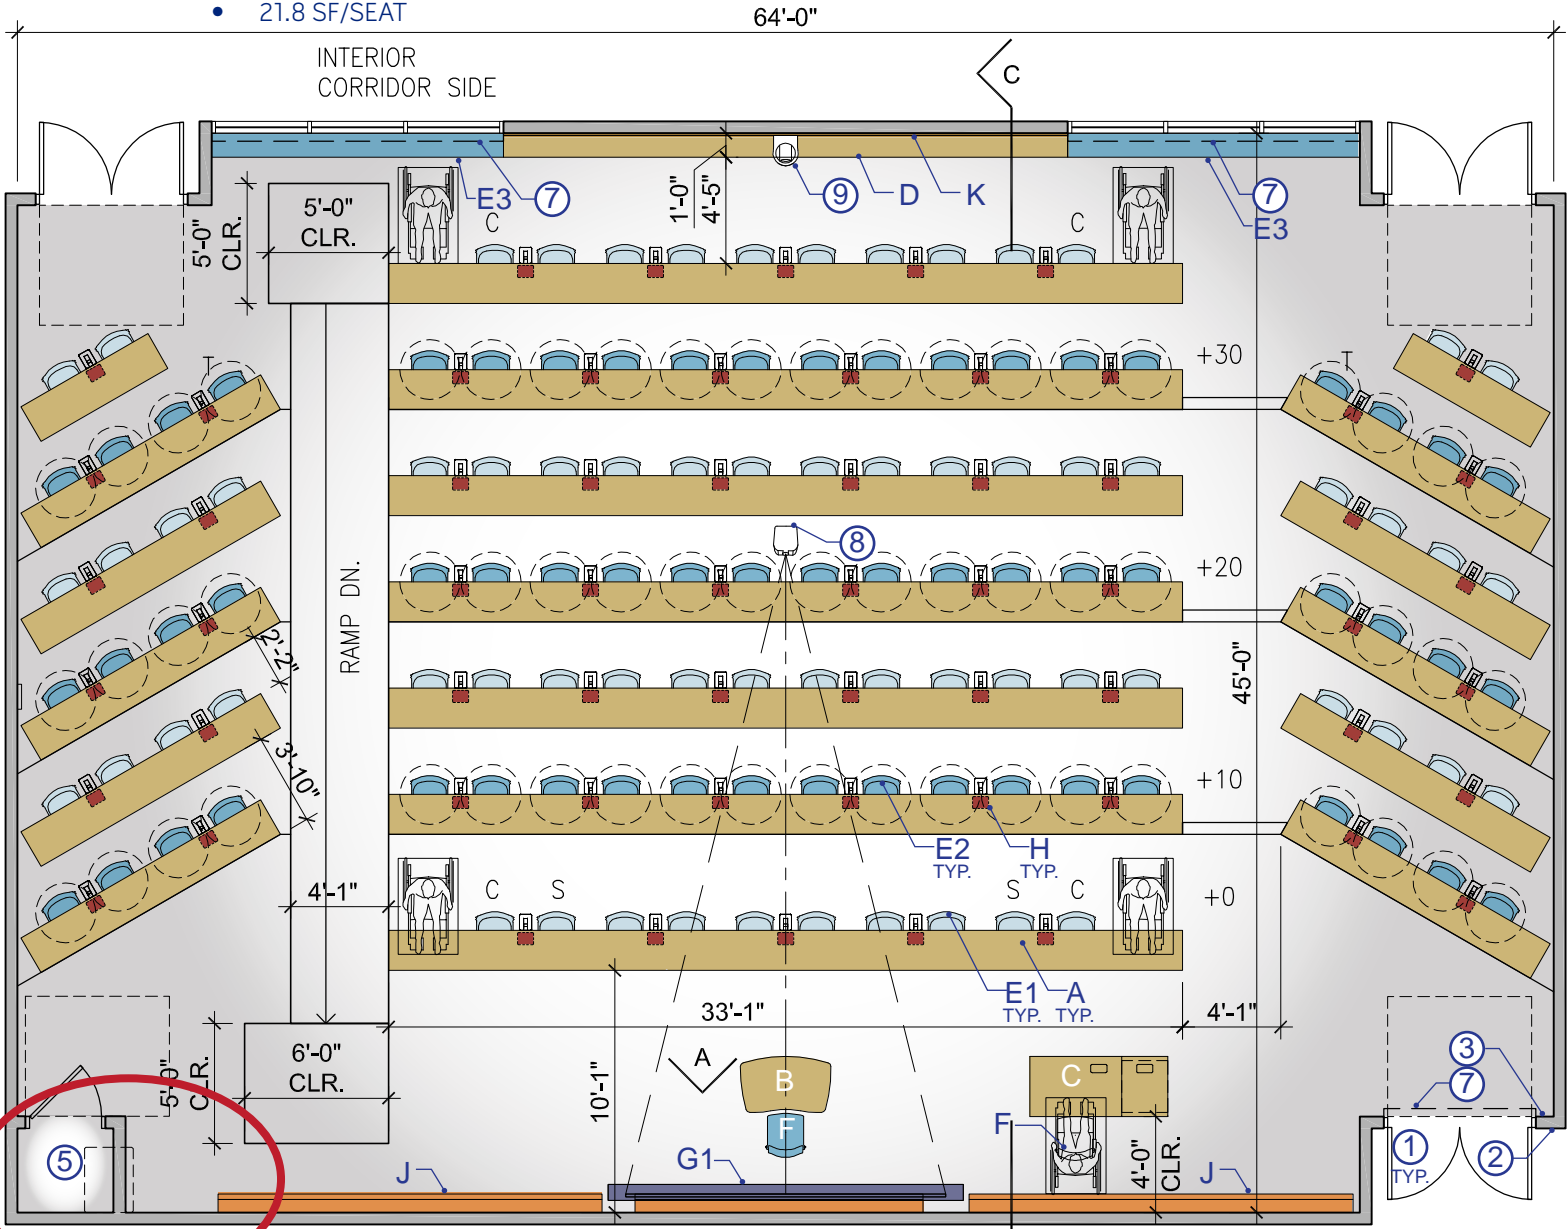 • 21.8 SF/SEAT
64'-0"
INTERIOR
CORRIDOR SIDE
C
E3
7
9
D
K
7
E3
5'-0"
CLR.
5'-0"
CLR.
1'-0"
4'-5"
C
C
T
T
+30
8
+20
RAMP DN.
2'-2"
45'-0"
3'-10"
+10
E2
TYP.
H
TYP.
4'-1"
C
S
S
C
+0
E1
TYP.
A
TYP.
33'-1"
4'-1"
6'-0"
CLR.
5'-0"
CLR.
10'-1"
A
B
C
3
7
F
F
5
J
G1
4'-0"
CLR.
J
1
TYP.
2